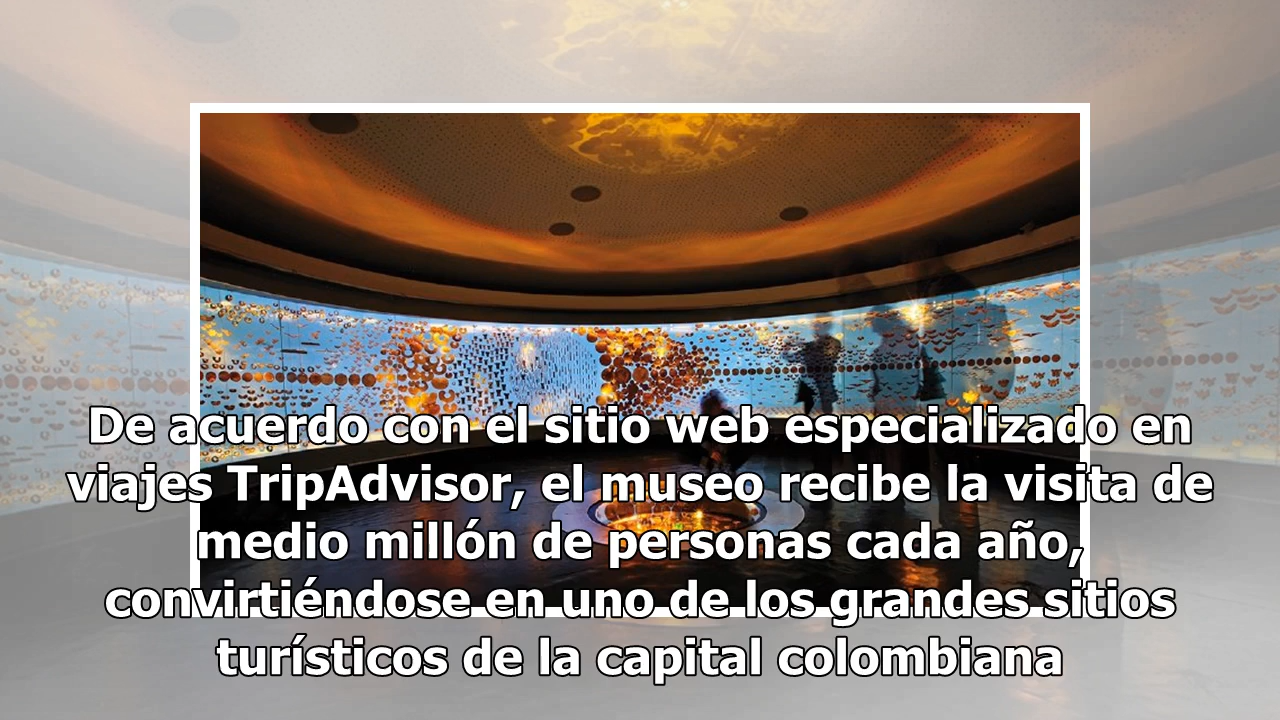 De acuerdo con el sitio web especializado en
viajes TripAdvisor, el museo recibe la visita de
medio millón de personas cada año,
convirtiéndose en uno de los grandes sitios
turísticos de la capital colombiana